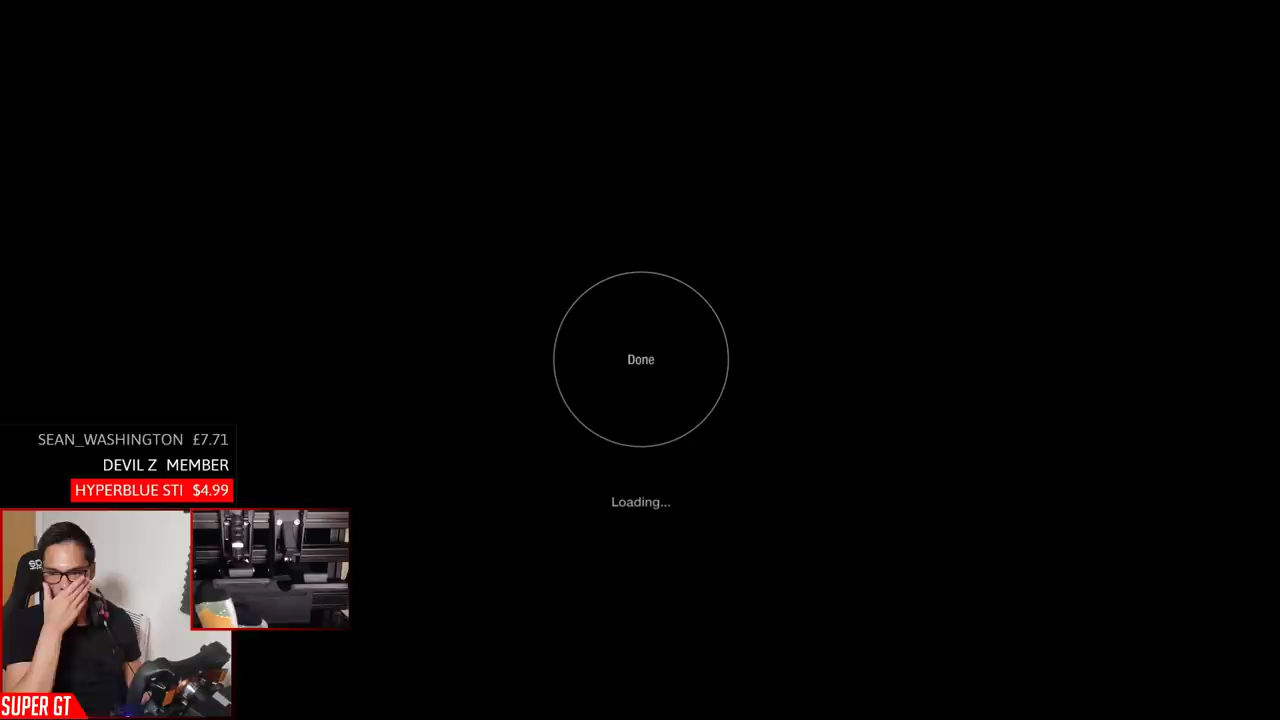 Done
Loading...
SEAN_WASHINGTON £7.71
DEVIL Z MEMBER
HYPERBLUE STI $4.99
SUPER GT